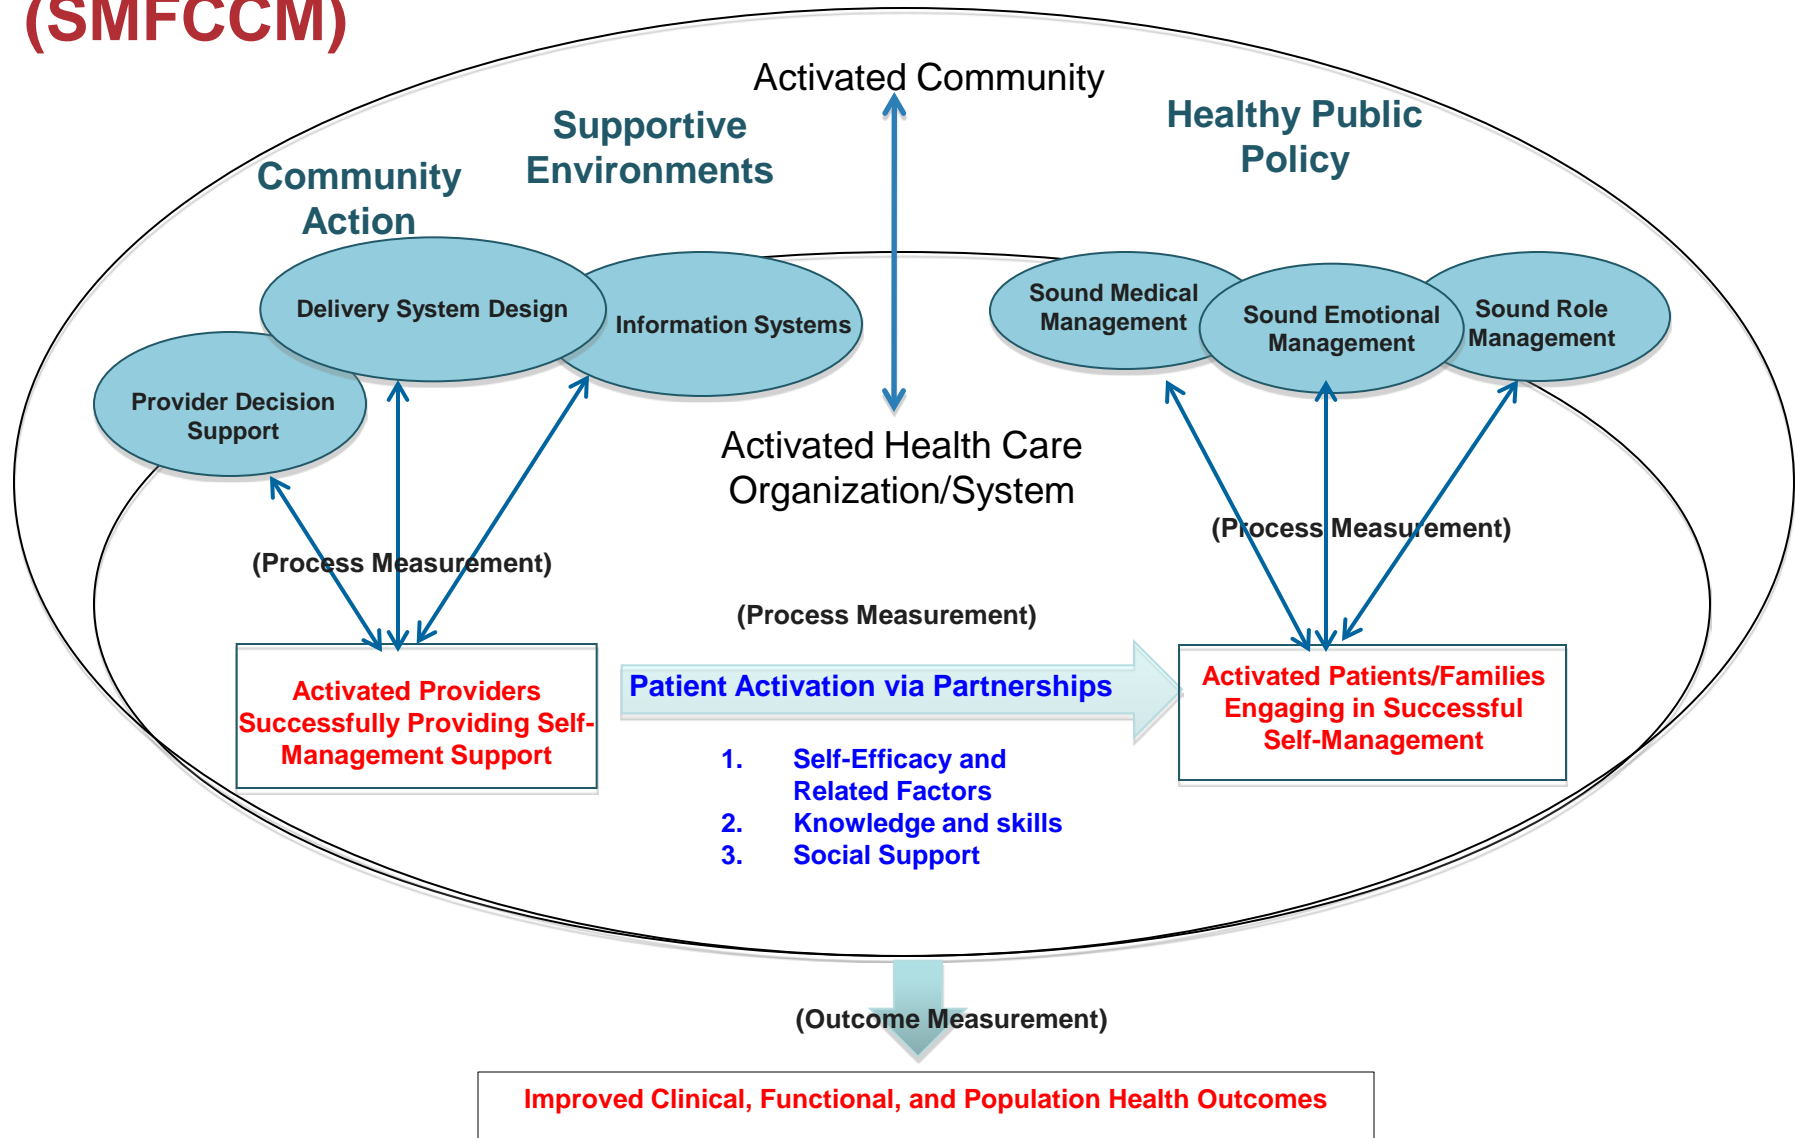 (SMFCCM)
Activated Community
Supportive
Environments
Healthy Public
Policy
Community
Action
Delivery System Design
Information Systems
Provider Decision
Support
Sound Medical
Management
Sound Emotional
Management
Sound Role
Management
Activated Health Care
Organization/System
(Process Measurement)
(Process Measurement)
(Process Measurement)
Activated Providers
Successfully Providing Self-
Management Support
Patient Activation via Partnerships
Activated Patients/Families
Engaging in Successful
Self-Management
1. Self-Efficacy and
Related Factors
2. Knowledge and skills
3. Social Support
(Outcome Measurement)
Improved Clinical, Functional, and Population Health Outcomes